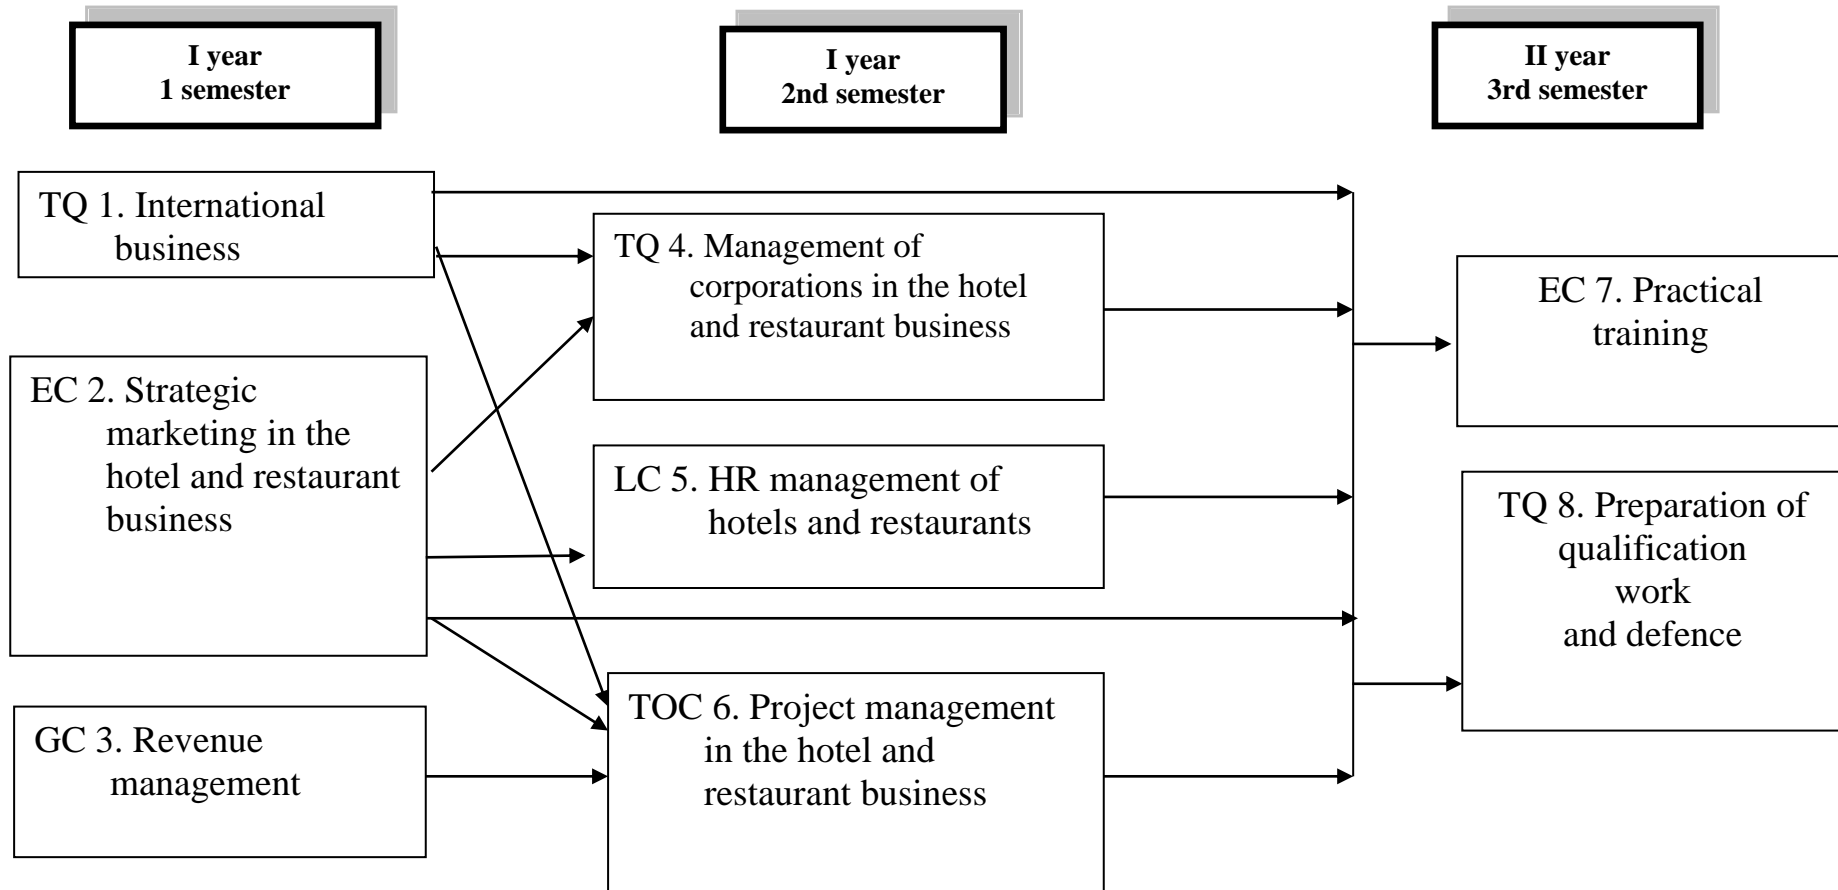 I year
1 semester
I year
2nd semester
II year
3rd semester
TQ 1. International
business
EC 2. Strategic
marketing in the
hotel and restaurant
business
GC 3. Revenue
management
TQ 4. Management of
corporations in the hotel
and restaurant business
LC 5. HR management of
hotels and restaurants
TOC 6. Project management
in the hotel and
restaurant business
EC 7. Practical
training
TQ 8. Preparation of
qualification
work
and defence